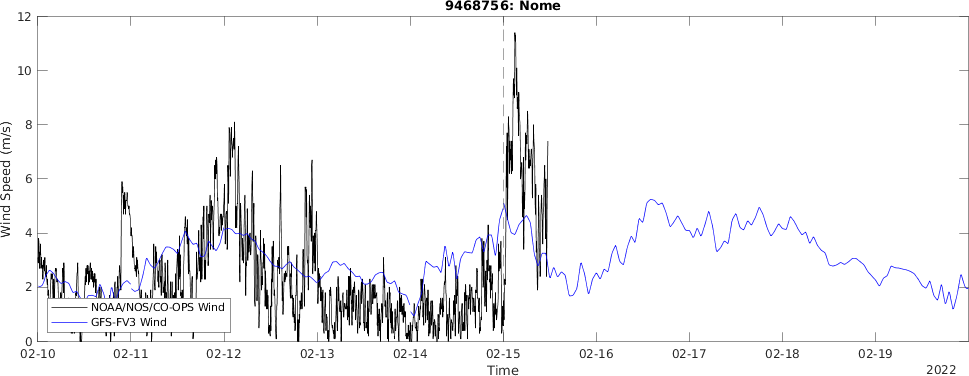 9468756: Nome
12
10
8
6
4
2
0
Wind Speed (m/s)
NOAA/NOS/CO-OPS Wind
GFS-FV3 Wind
02-10 02-11 02-12 02-13 02-14 02-15 02-16 02-17 02-18 02-19
Time
2022